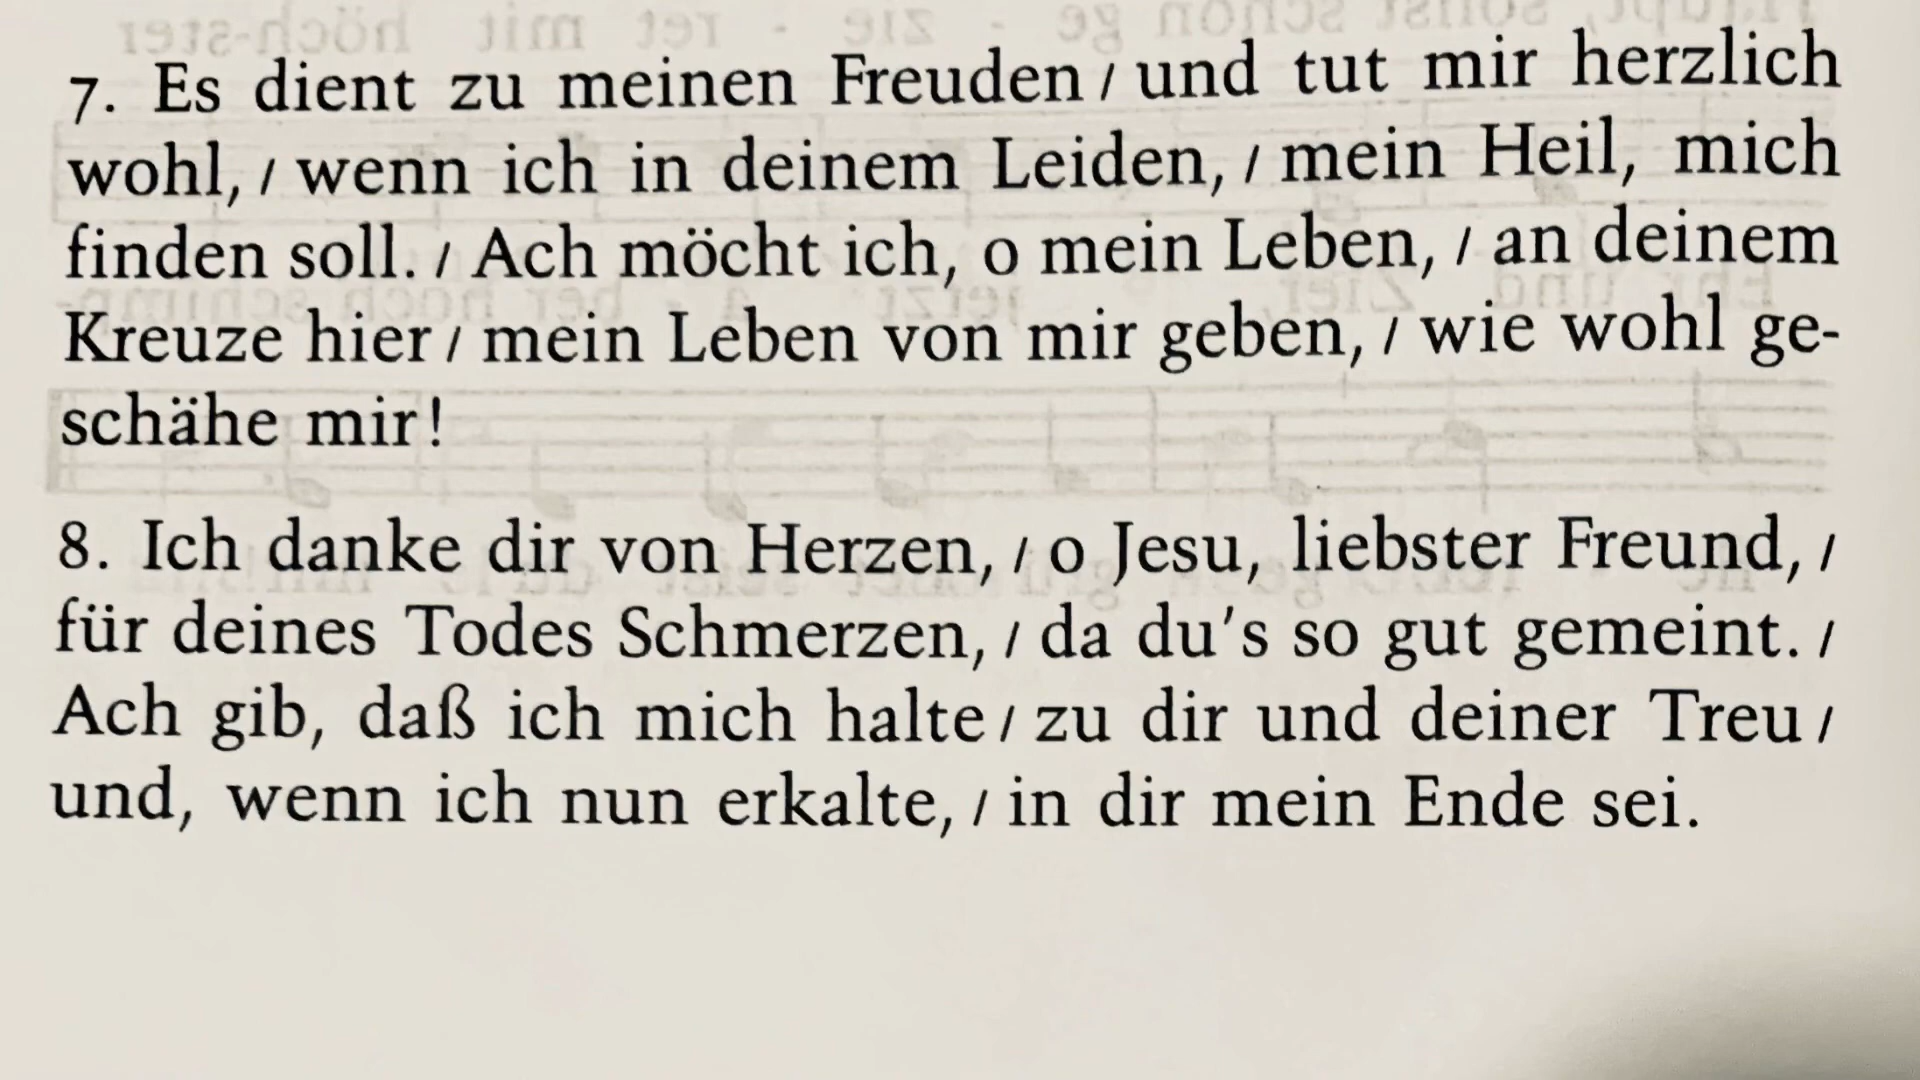 7. Es dient zu meinen Freuden / und tut mir herzlich
wohl, / wenn ich in deinem Leiden, / mein Heil, mich
finden soll. / Ach möcht ich, o mein Leben, / an deinem
Kreuze hier / mein Leben von mir geben, / wie wohl ge-
schähe mir!
8. Ich danke dir von Herzen, / o Jesu, liebster Freund, /
für deines Todes Schmerzen, / da du's so gut gemeint. /
Ach gib, daß ich mich halte / zu dir und deiner Treu /
und, wenn ich nun erkalte, / in dir mein Ende sei.